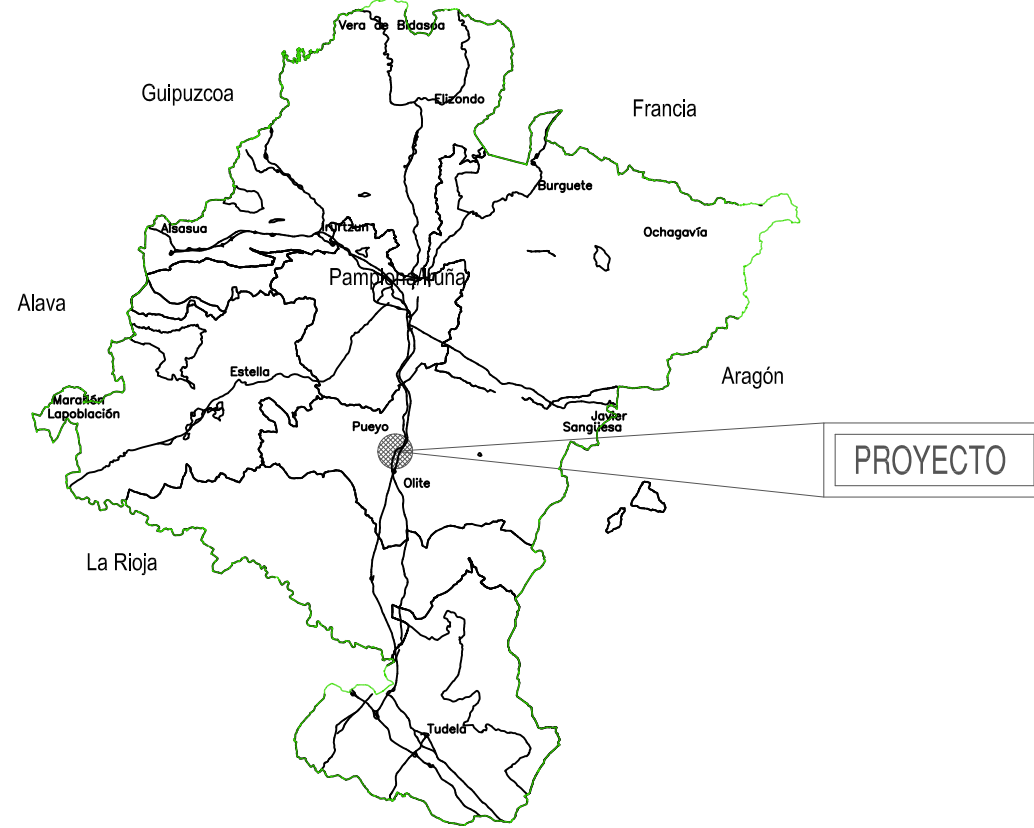 Vera de Bidasoa
Guipuzcoa
Elizondo
Francia
Burguete
Alsasua
Irurtzun
Ochagavía
Pamplona/Iruña
Alava
Estella
Aragón
Marañón
Lapoblación
Javier
Sangüesa
Pueyo
PROYECTO
Olite
La Rioja
Tudela